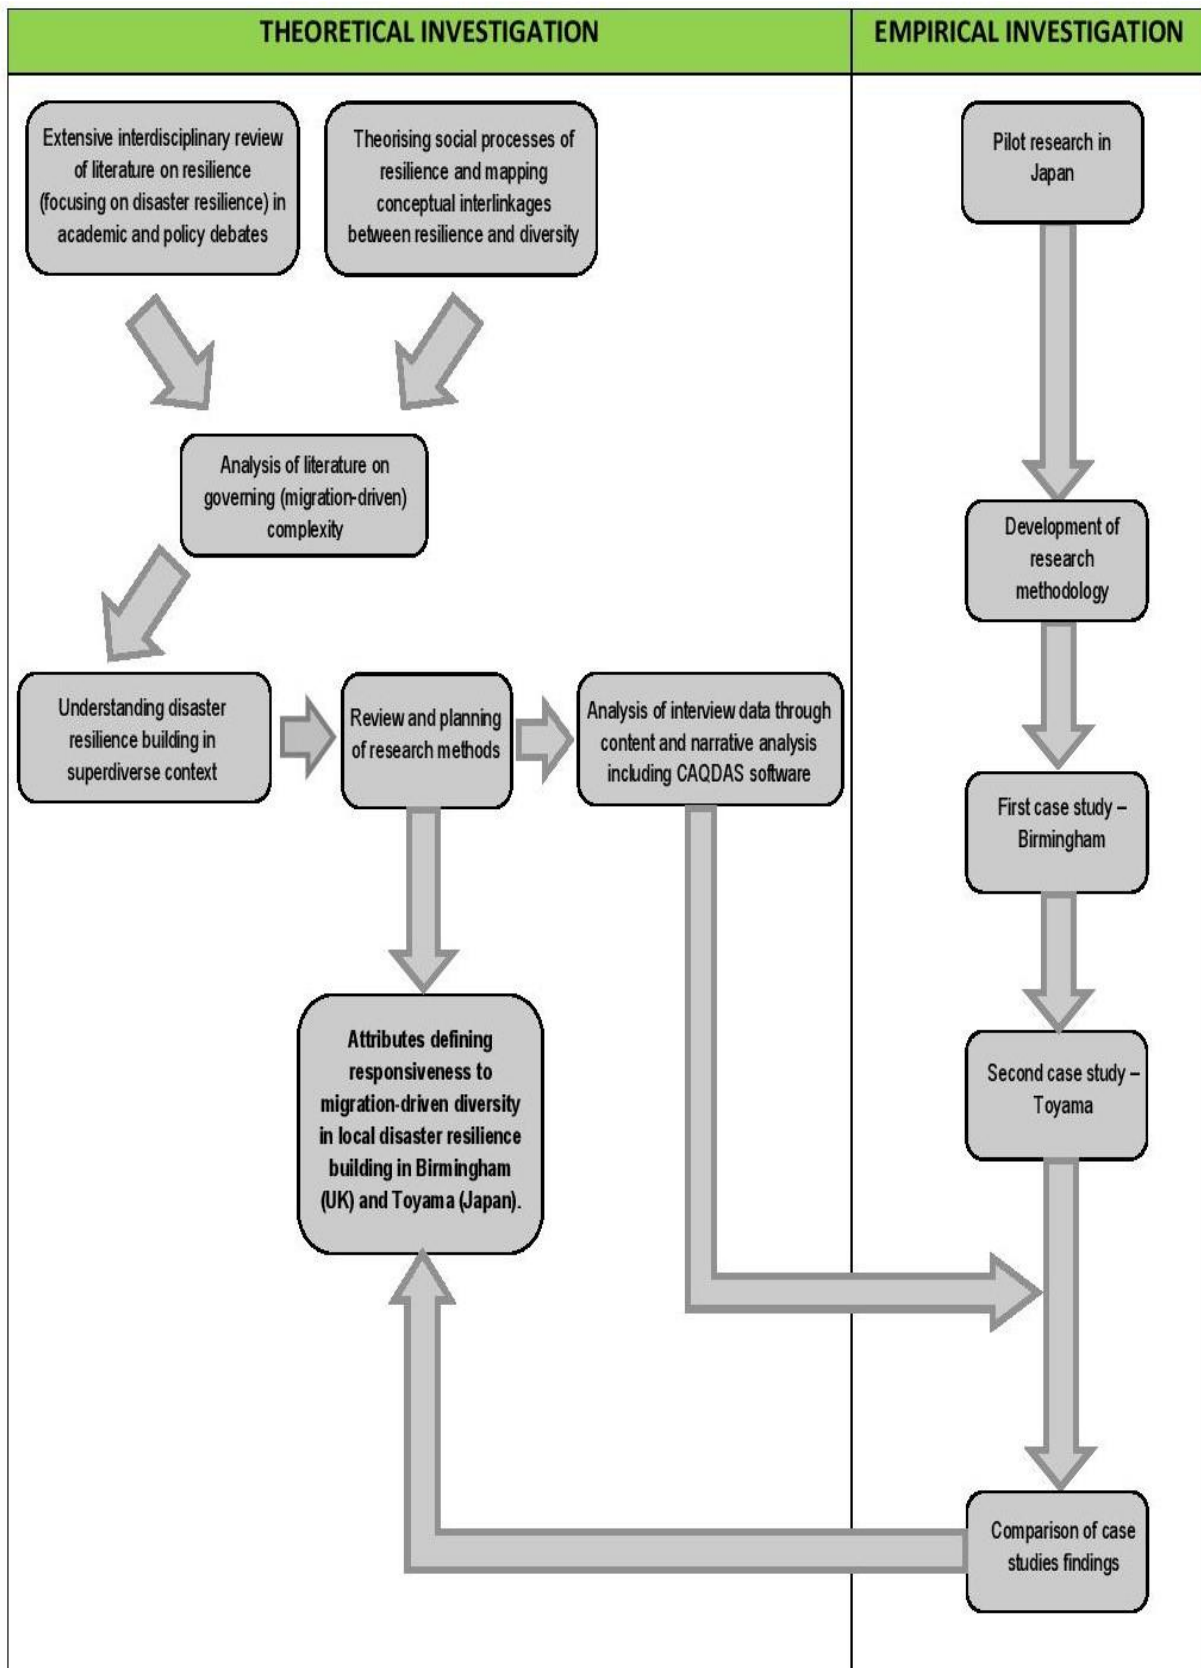 THEORETICAL INVESTIGATION
EMPIRICAL INVESTIGATION
Extensive interdisciplinary review
of literature on resilience
(focusing on disaster resilience) in
academic and policy debates
Theorising social processes of
resilience and mapping
conceptual interlinkages
between resilience and diversity
Pilot research in
Japan
Analysis of literature on
governing (migration-driven)
complexity
Development of
research
methodology
Understanding disaster
resilience building in
superdiverse context
Review and planning
of research methods
Analysis of interview data through
content and narrative analysis
including CAQDAS software
First case study –
Birmingham
Attributes defining
responsiveness to
migration-driven diversity
in local disaster resilience
building in Birmingham
(UK) and Toyama (Japan).
Second case study –
Toyama
Comparison of case
studies findings